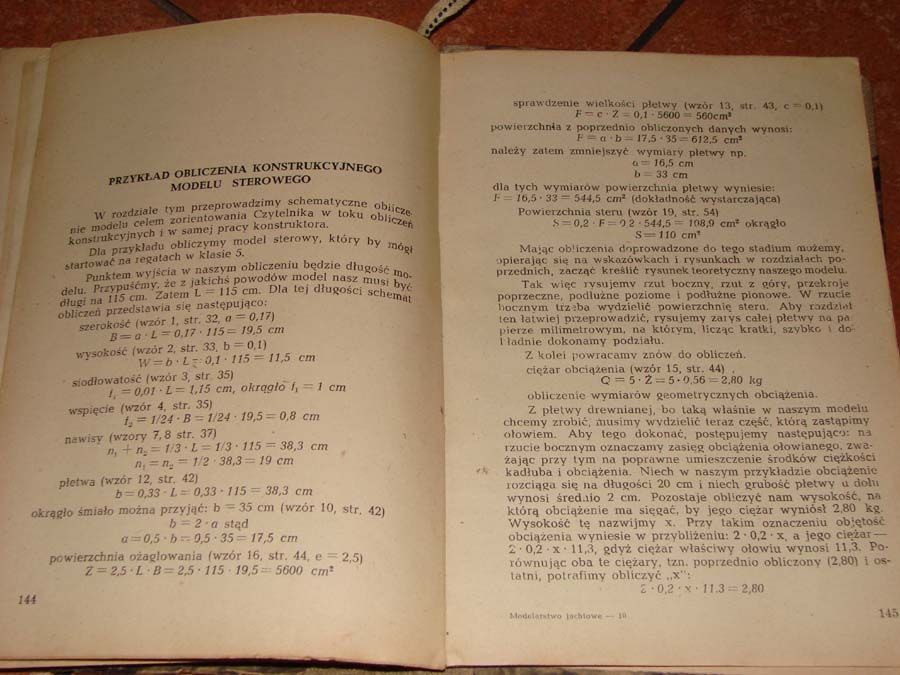 PRZYKŁAD OBLICZENIA KONSTRUKCYJNEGO
MODELU STEROWEGO
W rozdziale tym przeprowadzimy schematyczne oblicze-
nie modelu celem zorientowania Czytelnika w toku obliczeń
konstrukcyjnych i w samej pracy konstruktora.
Dla przykładu obliczymy model sterowy, który by mógł
startować na regatach w klasie 5.
Punktem wyjścia w naszym obliczeniu będzie długość mo-
delu. Przypuśćmy, że z jakichś powodów model nasz musi być
długi na 115 cm. Zatem L = 115 cm. Dla tej długości schemat
obliczeń przedstawia się następująco:
szerokość (wzór 1, str. 32, a = 0,17)
B = a · L = 0,17 · 115 = 19,5 cm
wysokość (wzór 2, str. 33, b = 0,1)
W = b · L = 0,1 · 115 = 11,5 cm
siodłowatość (wzór 3, str. 35)
f₁ = 0,01 · L = 1,15 cm, okrągło f₁ = 1 cm
wspięcie (wzór 4, str. 35)
f₂ = 1/24 · B = 1/24 · 19,5 = 0,8 cm
nawisy (wzory 7, 8 str. 37)
n₁ + n₂ = 1/3 · L = 1/3 · 115 = 38,3 cm
n₁ = n₂ = 1/2 · 38,3 = 19 cm
płetwa (wzór 12, str. 42)
b = 0,33 · L = 0,33 · 115 = 38,3 cm
okrągło śmiało można przyjąć: b = 35 cm (wzór 10, str. 42)
b = 2 · a stąd
a = 0,5 · b = 0,5 · 35 = 17,5 cm
powierzchnia ożaglowania (wzór 16, str. 44, e = 2,5)
Ż = 2,5 · L · B = 2,5 · 115 · 19,5 = 5600 cm²
144
sprawdzenie wielkości płetwy (wzór 13, str. 43, c = 0,1)
F = c · Ż = 0,1 · 5600 = 560cm²
powierzchnia z poprzednio obliczonych danych wynosi:
F = a · b = 17,5 · 35 = 612,5 cm²
należy zatem zmniejszyć wymiary płetwy np.
a = 16,5 cm
b = 33 cm
dla tych wymiarów powierzchnia płetwy wyniesie:
F = 16,5 · 33 = 544,5 cm² (dokładność wystarczająca)
Powierzchnia steru (wzór 19, str. 54)
S = 0,2 · F = 0,2 · 544,5 = 108,9 cm² okrągło
S = 110 cm²
Mając obliczenia doprowadzone do tego stadium możemy,
opierając się na wskazówkach i rysunkach w rozdziałach po-
przednich, zacząć kreślić rysunek teoretyczny naszego modelu.
Tak więc rysujemy rzut boczny, rzut z góry, przekroje
poprzeczne, podłużne poziome i podłużne pionowe. W rzucie
bocznym trzeba wydzielić powierzchnię steru. Aby rozdział
ten łatwiej przeprowadzić, rysujemy zarys całej płetwy na pa-
pierze milimetrowym, na którym, licząc kratki, szybko i do-
kładnie dokonamy podziału.
Z kolei powracamy znów do obliczeń.
ciężar obciążenia (wzór 15, str. 44)
Q = 5 · Ż = 5 · 0,56 = 2,80 kg
obliczenie wymiarów geometrycznych obciążenia.
Z płetwy drewnianej, bo taką właśnie w naszym modelu
chcemy zrobić, musimy wydzielić teraz część, którą zastąpimy
ołowiem. Aby tego dokonać, postępujemy następująco: na
rzucie bocznym oznaczamy zasięg obciążenia ołowianego, zwa-
żając przy tym na poprawne umieszczenie środków ciężkości
kadłuba i obciążenia. Niech w naszym przykładzie obciążenie
rozciąga się na długości 20 cm i niech grubość płetwy u dołu
wynosi średnio 2 cm. Pozostaje obliczyć nam wysokość, na
którą obciążenie ma sięgać, by jego ciężar wyniósł 2,80 kg.
Wysokość tę nazwijmy x. Przy takim oznaczeniu objętość
obciążenia wyniesie w przybliżeniu: 2 · 0,2 · x, a jego ciężar —
2 · 0,2 · x · 11,3, gdyż ciężar właściwy ołowiu wynosi 11,3. Po-
równując oba te ciężary, tzn. poprzednio obliczony (2,80) i os-
tatni, potrafimy obliczyć „x":
2 · 0,2 · x · 11.3 = 2,80
Modelarstwo jachtowe — 10
145